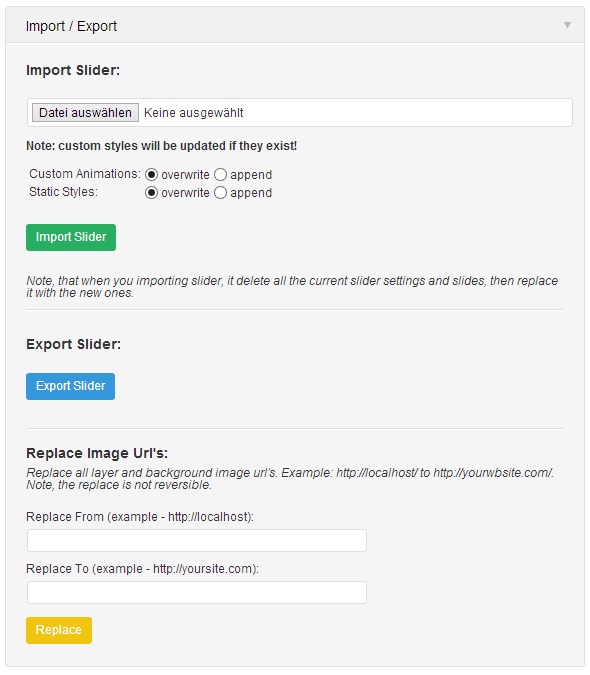 Import / Export
Import Slider:
Datei auswählen Keine ausgewählt
Note: custom styles will be updated if they exist!
Custom Animations: overwrite append
Static Styles: overwrite append
Import Slider
Note, that when you importing slider, it delete all the current slider settings and slides, then replace
it with the new ones.
Export Slider:
Export Slider
Replace Image Url's:
Replace all layer and background image url's. Example: http://localhost/ to http://yourwbsite.com/.
Note, the replace is not reversible.
Replace From (example - http://localhost):
Replace To (example - http://yoursite.com):
Replace